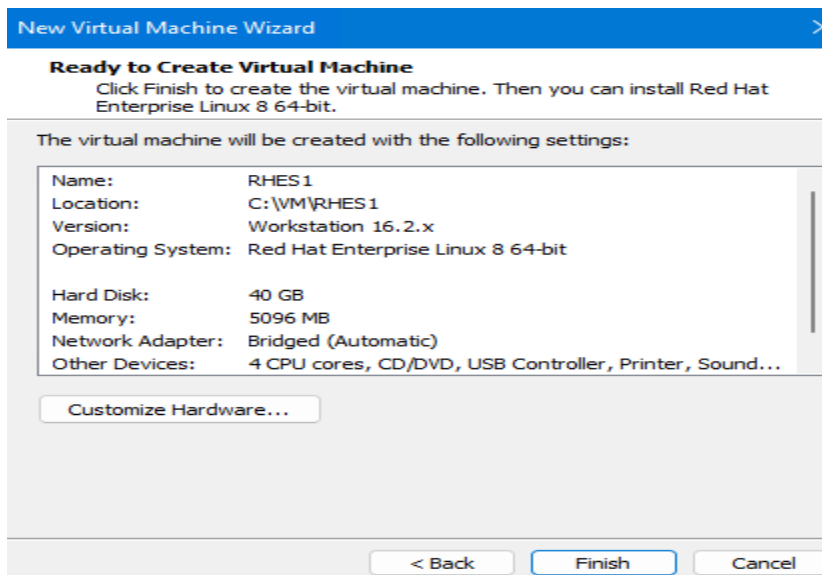 New Virtual Machine Wizard
Ready to Create Virtual Machine
Click Finish to create the virtual machine. Then you can install Red Hat
Enterprise Linux 8 64-bit.
The virtual machine will be created with the following settings:
Name: RHES1
Location: C:\VM\RHES1
Version: Workstation 16.2.x
Operating System: Red Hat Enterprise Linux 8 64-bit
Hard Disk: 40 GB
Memory: 5096 MB
Network Adapter: Bridged (Automatic)
Other Devices: 4 CPU cores, CD/DVD, USB Controller, Printer, Sound...
Customize Hardware...
< Back Finish Cancel